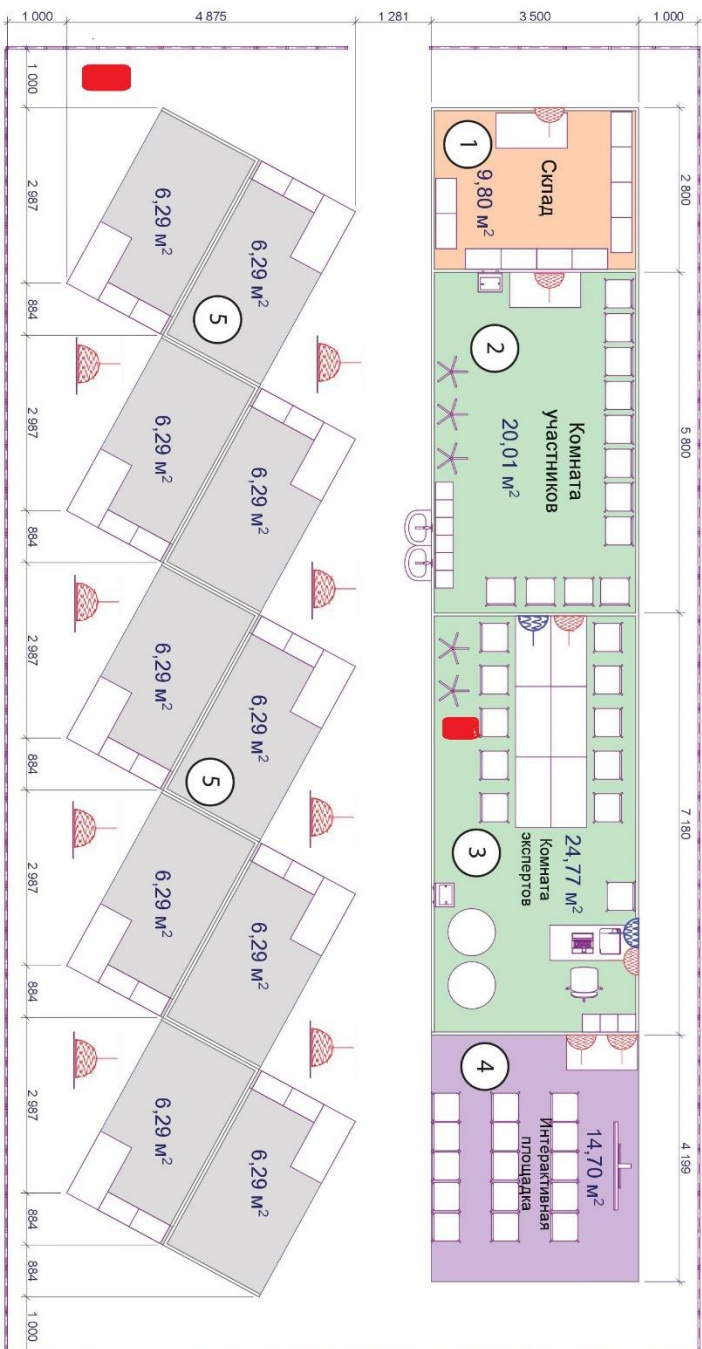 1 000
4 875
1 281
3 500
1 000
1 000
2 987
884
2 987
884
2 987
884
2 987
884
2 987
884
884
1 000
6,29 м²
6,29 м²
5
6,29 м²
6,29 м²
6,29 м²
6,29 м²
5
6,29 м²
6,29 м²
6,29 м²
6,29 м²
1
Склад
9,80 м²
2
Комната
участников
20,01 м²
3
24,77 м²
Комната
экспертов
4
14,70 м²
Интерактивная
площадка
2 800
5 800
7 180
4 199